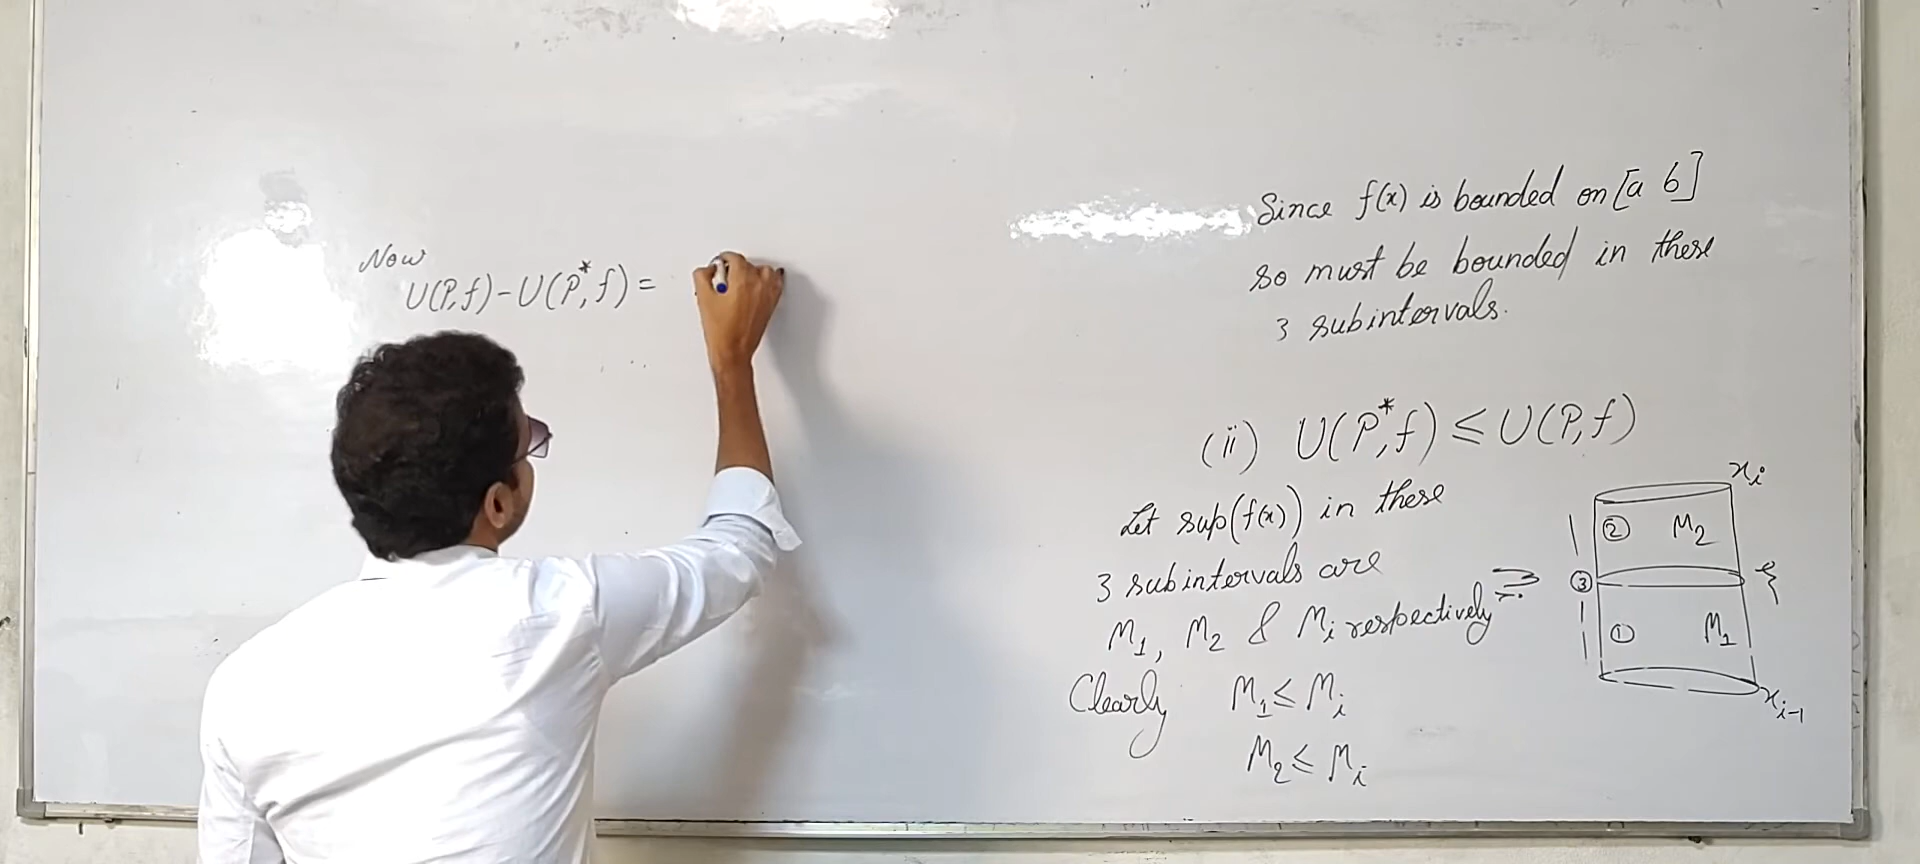 Now
U(P,f)-U(P*,f) =
Since f(x) is bounded on [a b]
so must be bounded in these
3 subintervals.
(ii) U(P*,f) ≤ U(P,f)
Let sup(f(x)) in these
3 subintervals are
M₁, M₂ & Mᵢ respectively
Clearly M₁ ≤ Mᵢ
M₂ ≤ Mᵢ
xᵢ
② M₂
③ ξ
① M₁
xᵢ₋₁